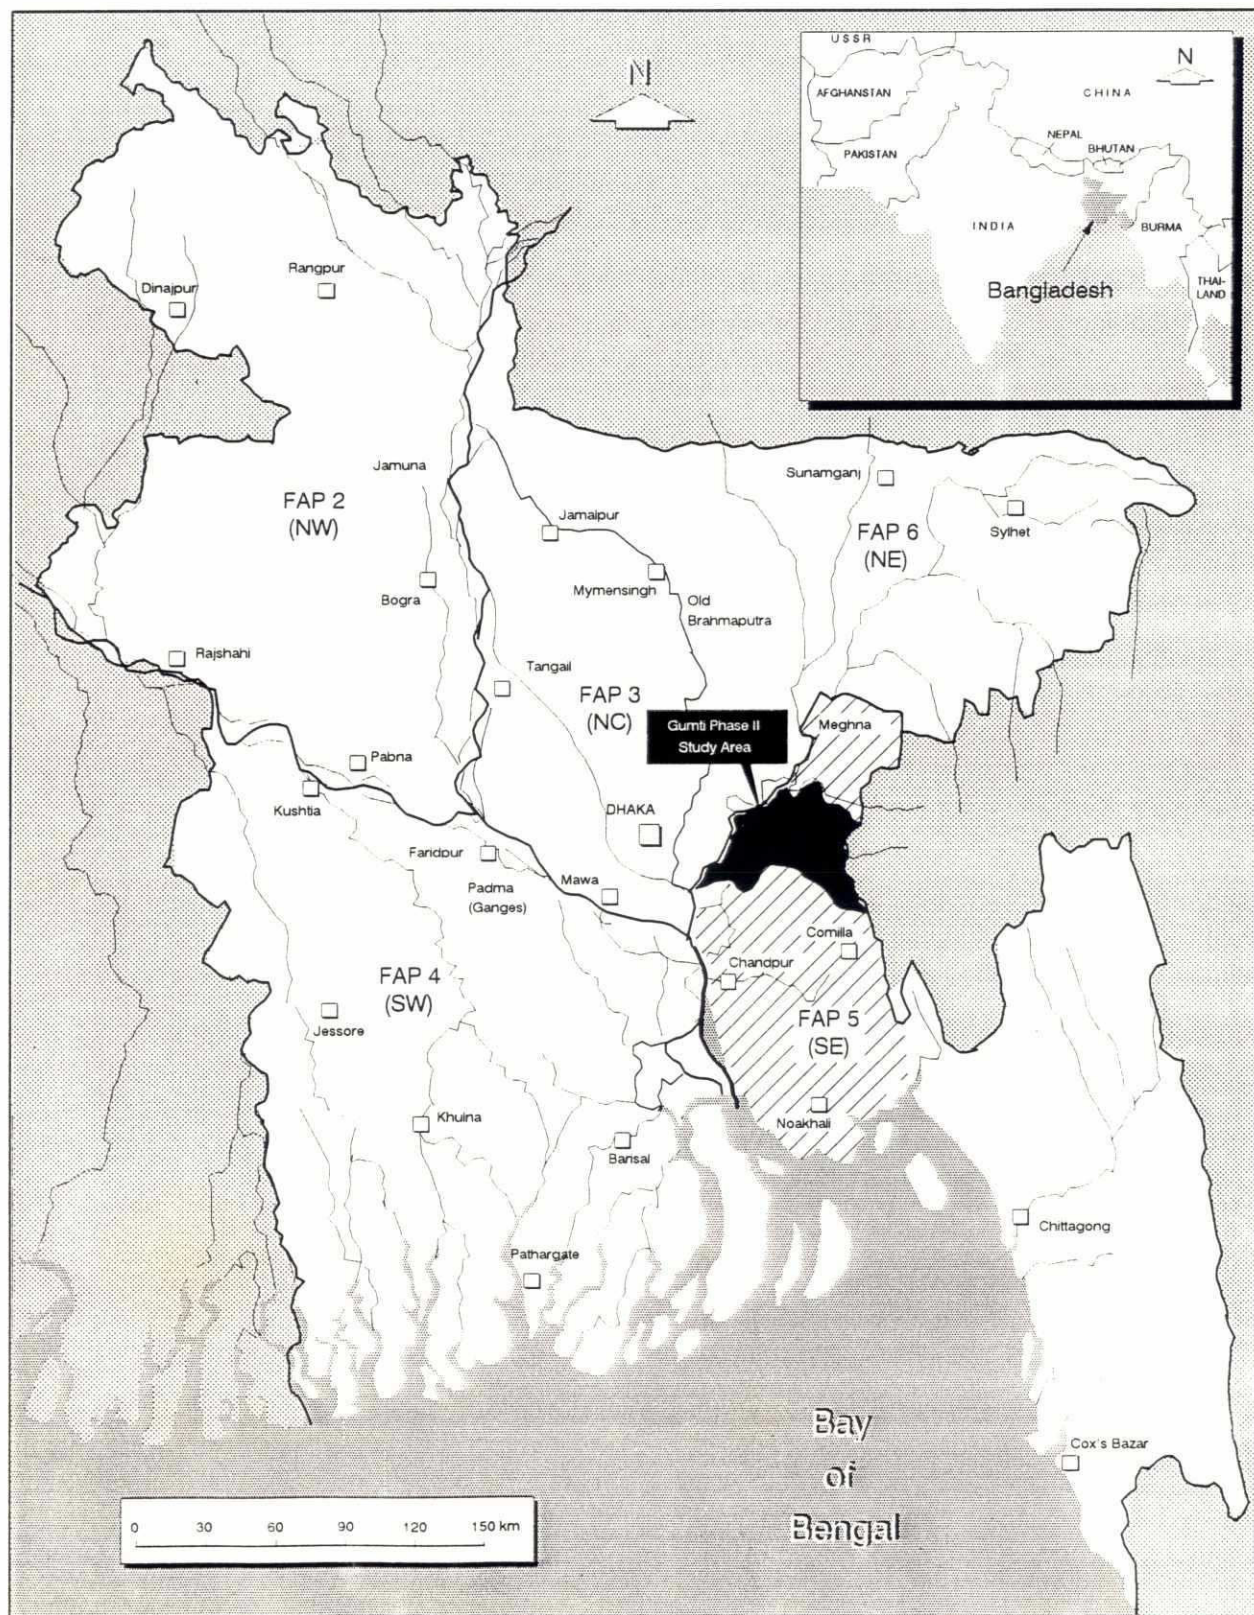 N
USSR
N
AFGHANISTAN
CHINA
NEPAL
BHUTAN
PAKISTAN
INDIA
BURMA
THAI-
LAND
Bangladesh
Rangpur
Dinajpur
Jamuna
Sunamganj
FAP 2
(NW)
Jamalpur
FAP 6
(NE)
Sylhet
Mymensingh
Old
Brahmaputra
Bogra
Rajshahi
Tangail
FAP 3
(NC)
Gumti Phase II
Study Area
Meghna
Pabna
Kushtia
DHAKA
Faridpur
Padma
(Ganges)
Mawa
Comilla
Chandpur
FAP 4
(SW)
FAP 5
(SE)
Jessore
Khulna
Noakhali
Barisal
Chittagong
Pathargate
Bay
of
Bengal
Cox's Bazar
0 30 60 90 120 150 km